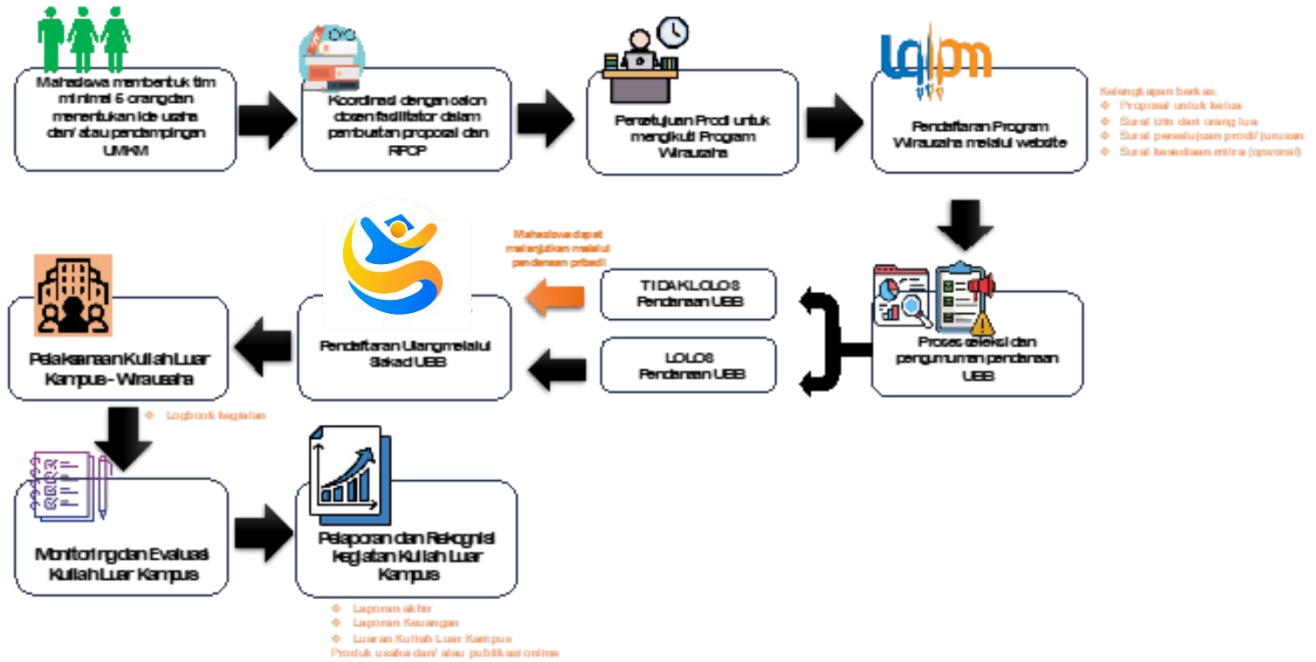 Mahasiswa membentuk tim
minimal 5 orang dan
menentukan ide usaha
dan/ atau pendampingan
UMKM
Koordinasi dengan calon
dosen fasilitator dalam
pembuatan proposal dan
Persetujuan Prodi untuk
mengikuti Program
Wirausaha
lqipm
Pendaftaran Program
Wirausaha melalui website
Kelengkapan berkas:
❖ Proposal untuk ketua
❖ Surat izin dari orang tua
❖ Surat persetujuan prodi/ jurusan
❖ Surat kesediaan mitra (opsional)
Proses seleksi dan
pengumuman pendanaan
UBB
TIDAK LOLOS
Pendanaan UBB
LOLOS
Pendanaan UBB
Mahasiswa dapat
melanjutkan melalui
pendanaan pribadi
Pendaftaran Ulang melalui
Siakad UBB
Pelaksanaan Kuliah Luar
Kampus - Wirausaha
❖ Logbook kegiatan
Monitoring dan Evaluasi
Kuliah Luar Kampus
Pelaporan dan Rekognisi
kegiatan Kuliah Luar
Kampus
❖ Laporan akhir
❖ Laporan Keuangan
❖ Luaran Kuliah Luar Kampus
Produk usaha dan/ atau publikasi online